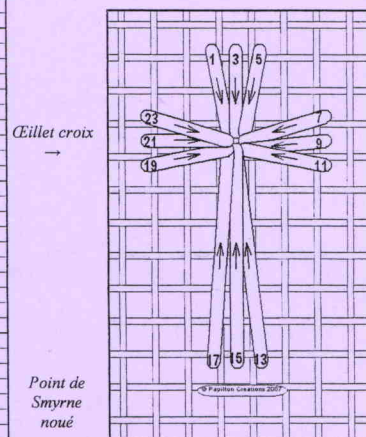 1 3 5
23 7
Œillet croix
→
21 9
19 11
17 15 13
© Papillon Creations 2007
Point de
Smyrne
noué